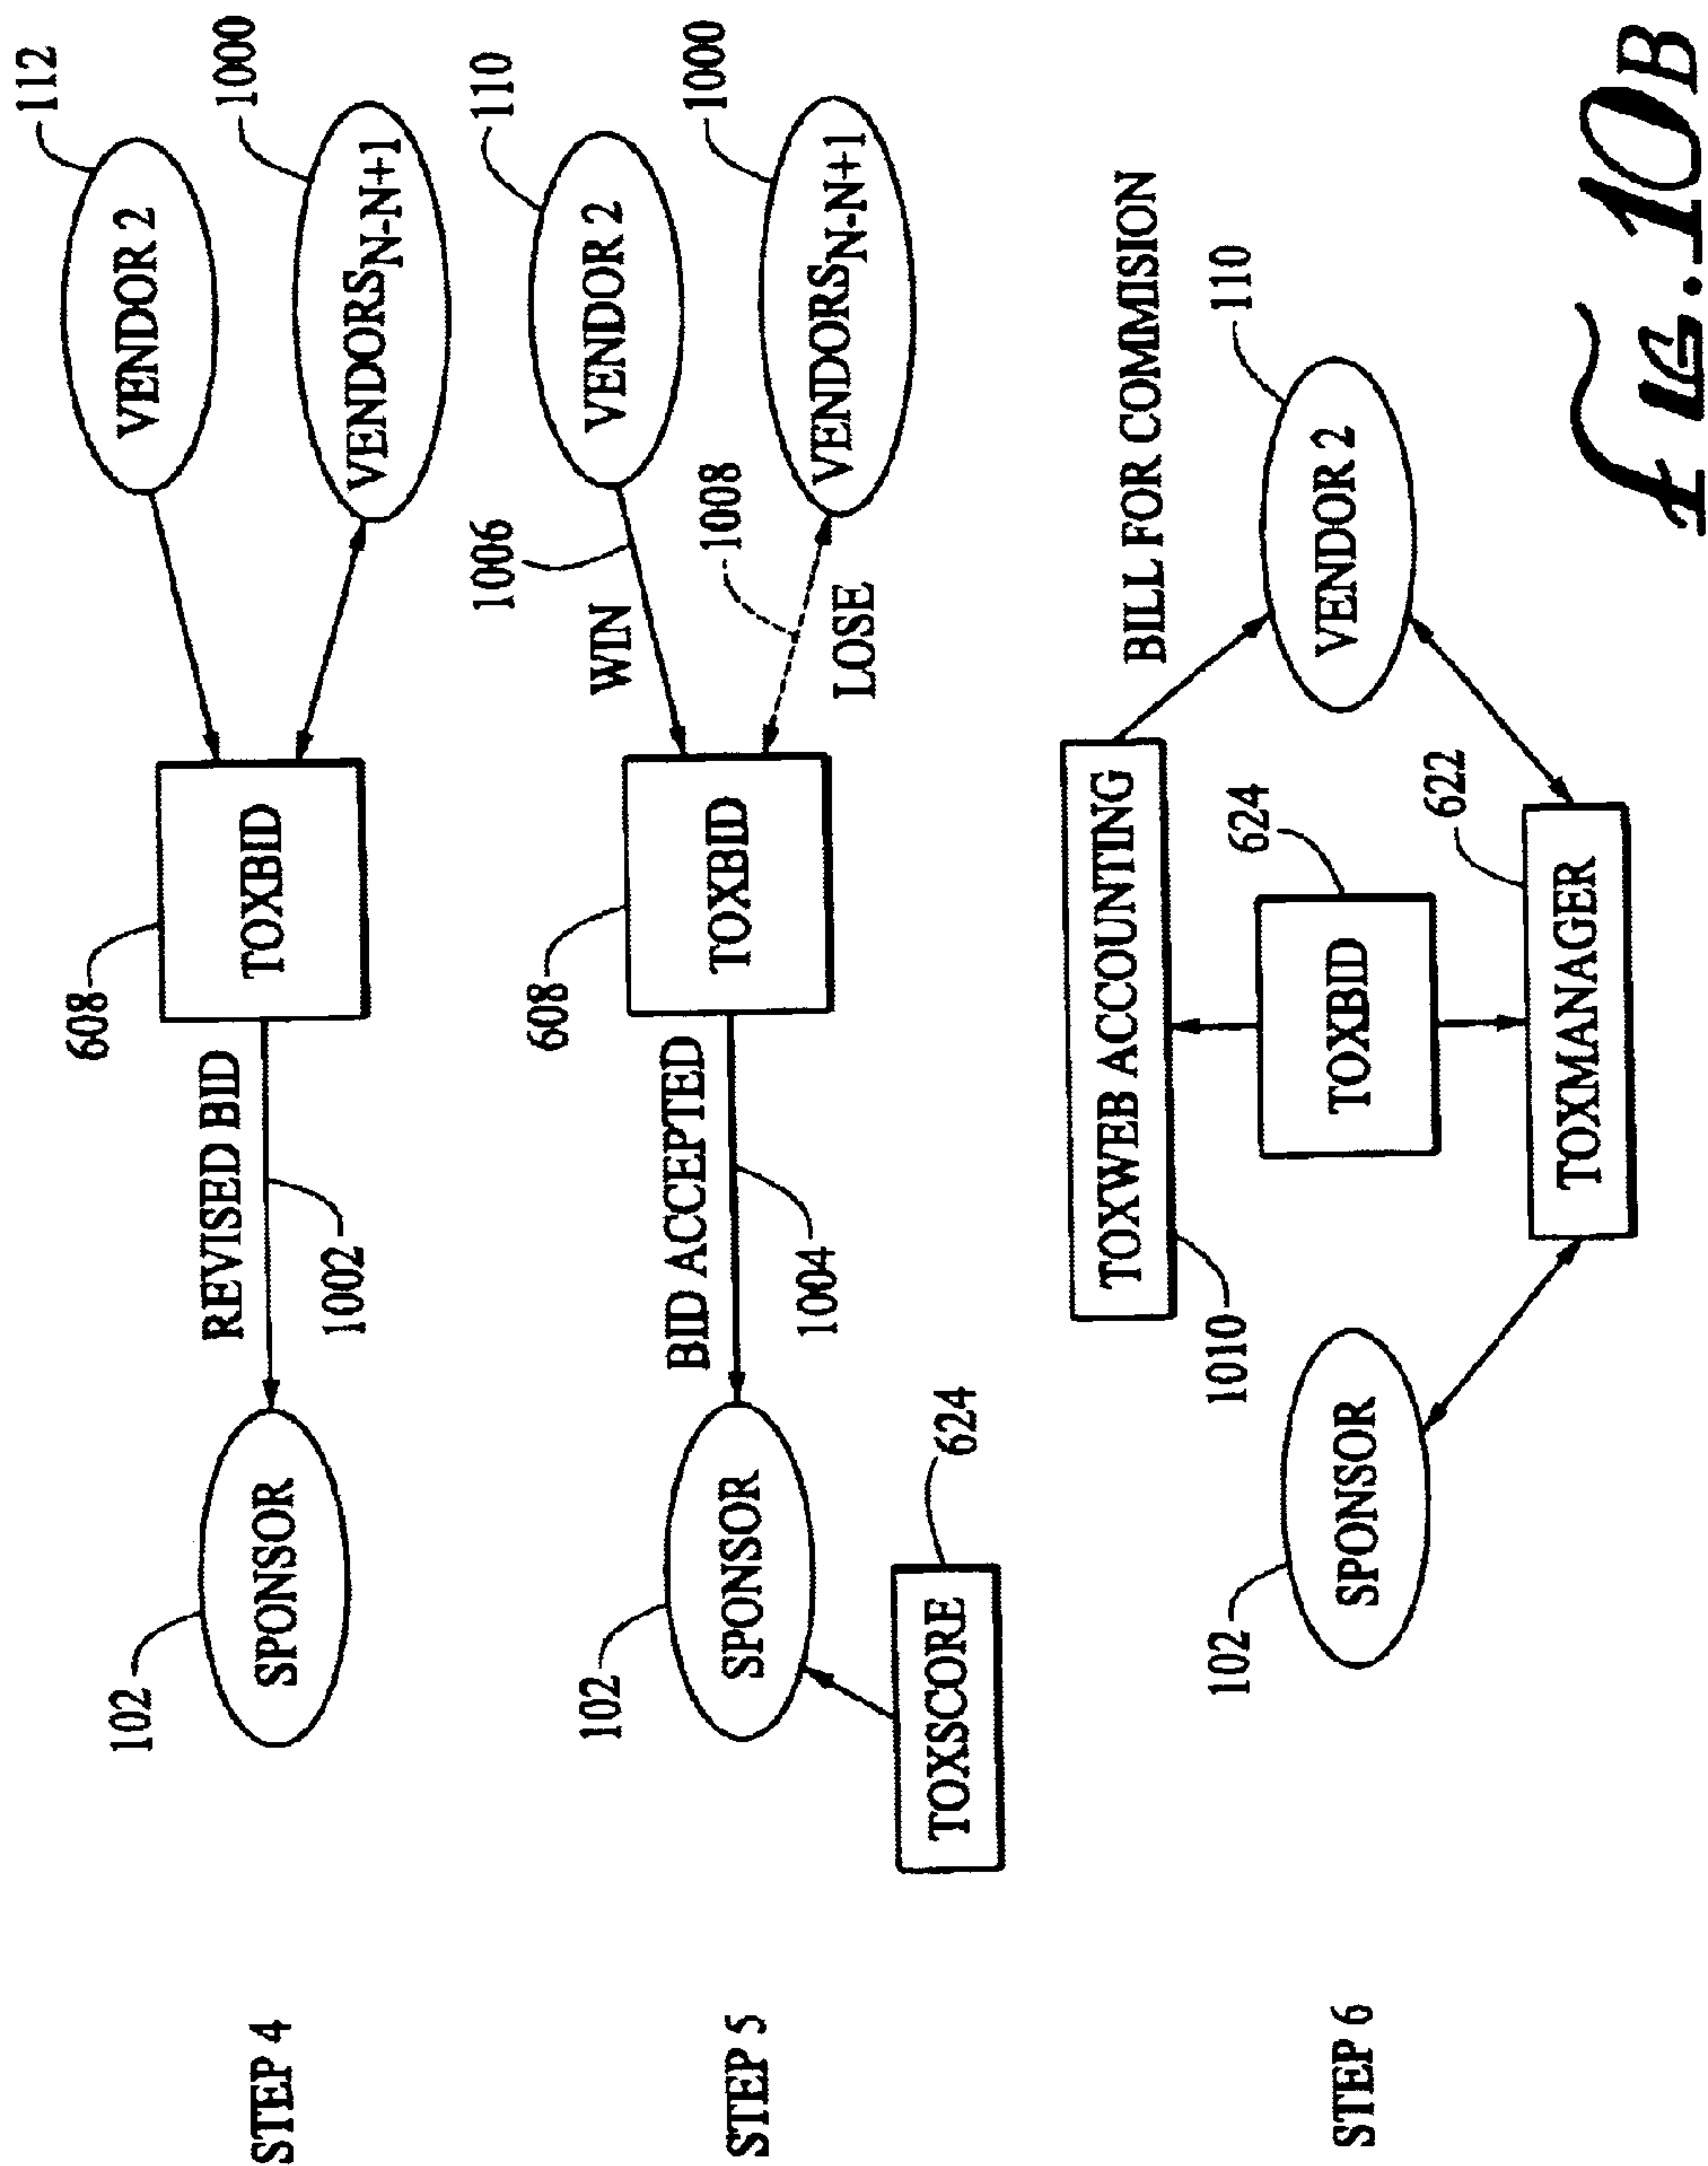 STEP 4
102
SPONSOR
REVISED BID
1002
608
TOXBID
VENDOR 2
112
VENDORS N-N+1
1000
STEP 5
102
SPONSOR
TOXSCORE
624
BID ACCEPTED
1004
608
TOXBID
WIN
1006
LOSE
1008
VENDOR 2
110
VENDORS N-N+1
1000
STEP 6
102
SPONSOR
1010
TOXWEB ACCOUNTING
TOXBID
624
TOXMANAGER
622
BILL FOR COMMISION
VENDOR 2
110
FIG. 10B